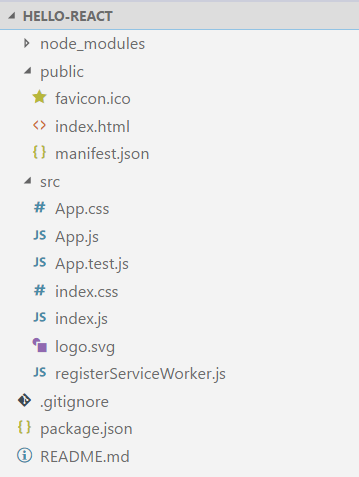 HELLO-REACT
node_modules
public
favicon.ico
index.html
manifest.json
src
App.css
App.js
App.test.js
index.css
index.js
logo.svg
registerServiceWorker.js
.gitignore
package.json
README.md